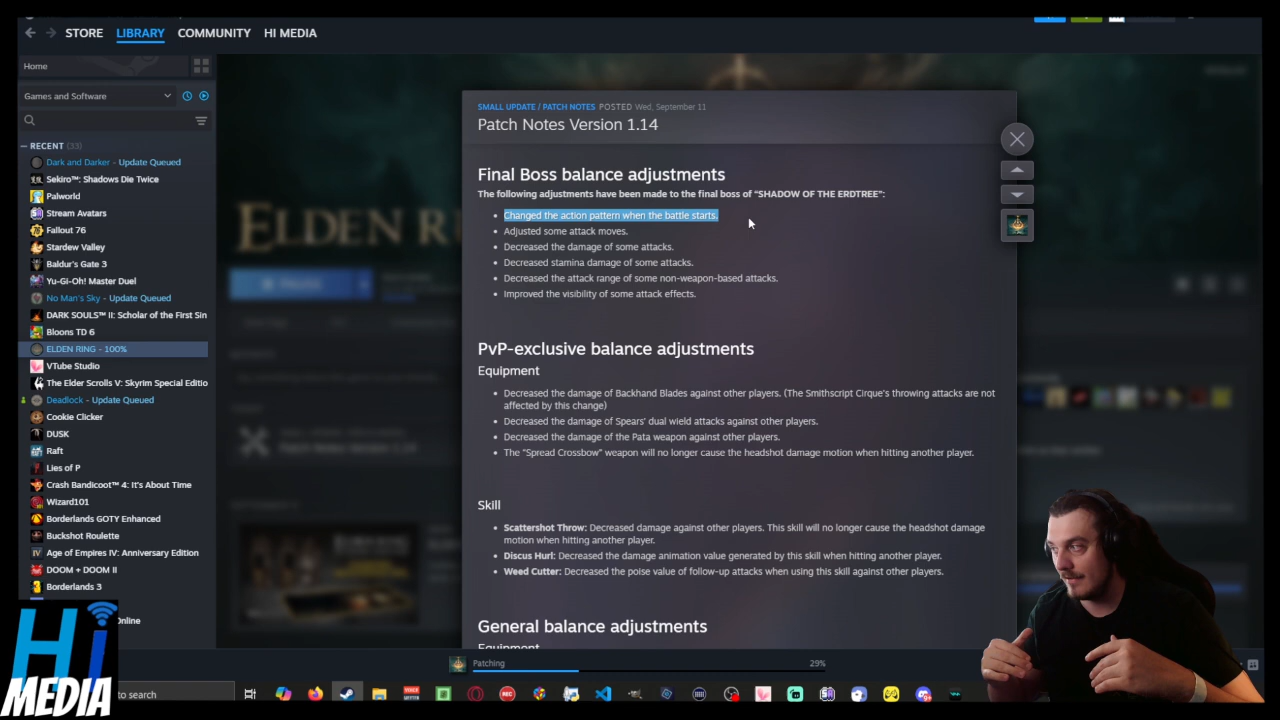 STORE LIBRARY COMMUNITY HI MEDIA
Home
Games and Software
RECENT (33)
Dark and Darker - Update Queued
Sekiro™: Shadows Die Twice
Palworld
Stream Avatars
Fallout 76
Stardew Valley
Baldur's Gate 3
Yu-Gi-Oh! Master Duel
No Man's Sky - Update Queued
DARK SOULS™ II: Scholar of the First Sin
Bloons TD 6
ELDEN RING - 100%
VTube Studio
The Elder Scrolls V: Skyrim Special Editio
Deadlock - Update Queued
Cookie Clicker
DUSK
Raft
Lies of P
Crash Bandicoot™ 4: It's About Time
Wizard101
Borderlands GOTY Enhanced
Buckshot Roulette
Age of Empires IV: Anniversary Edition
DOOM + DOOM II
Borderlands 3
Online
ELDEN R
SMALL UPDATE / PATCH NOTES POSTED Wed, September 11
Patch Notes Version 1.14
Final Boss balance adjustments
The following adjustments have been made to the final boss of “SHADOW OF THE ERDTREE”:
• Changed the action pattern when the battle starts.
• Adjusted some attack moves.
• Decreased the damage of some attacks.
• Decreased stamina damage of some attacks.
• Decreased the attack range of some non-weapon-based attacks.
• Improved the visibility of some attack effects.
PvP-exclusive balance adjustments
Equipment
• Decreased the damage of Backhand Blades against other players. (The Smithscript Cirque's throwing attacks are not
affected by this change)
• Decreased the damage of Spears' dual wield attacks against other players.
• Decreased the damage of the Pata weapon against other players.
• The "Spread Crossbow" weapon will no longer cause the headshot damage motion when hitting another player.
Skill
• Scattershot Throw: Decreased damage against other players. This skill will no longer cause the headshot damage
motion when hitting another player.
• Discus Hurl: Decreased the damage animation value generated by this skill when hitting another player.
• Weed Cutter: Decreased the poise value of follow-up attacks when using this skill against other players.
General balance adjustments
Equipment
Patching 29%
to search
REC
Hi
MEDIA